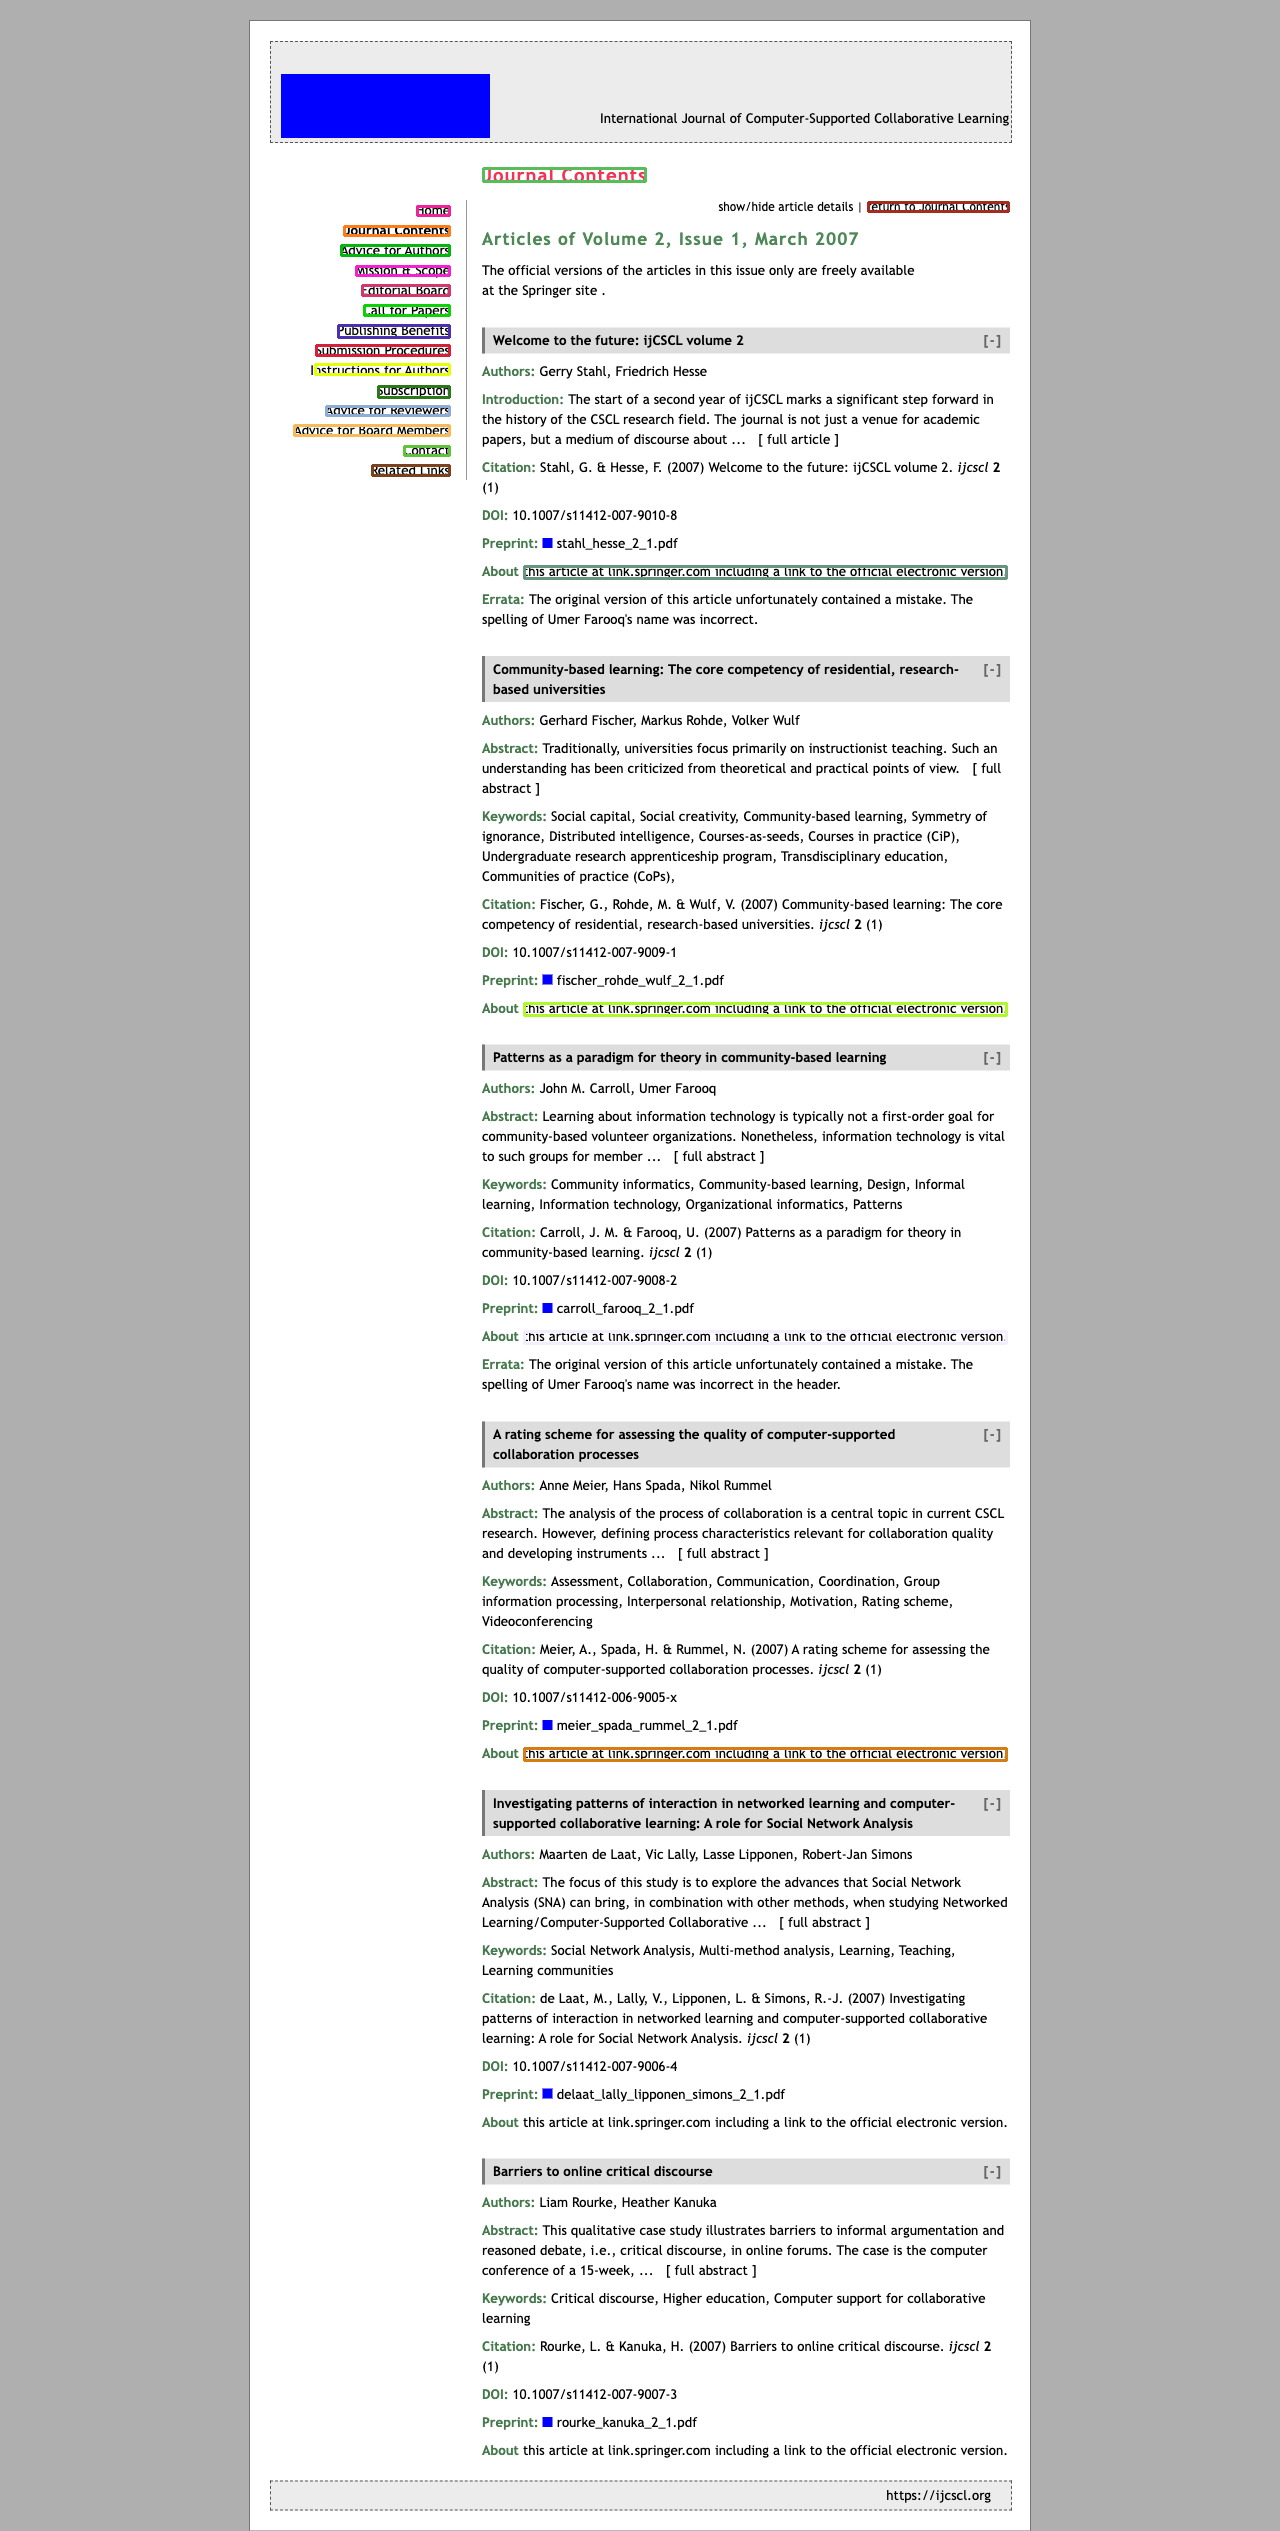 International Journal of Computer-Supported Collaborative Learning
Journal Contents
Home
Journal Contents
Advice for Authors
Mission & Scope
Editorial Board
Call for Papers
Publishing Benefits
Submission Procedures
Instructions for Authors
Subscription
Advice for Reviewers
Advice for Board Members
Contact
Related Links
show/hide article details | return to Journal Contents
Articles of Volume 2, Issue 1, March 2007
The official versions of the articles in this issue only are freely available
at the Springer site .
Welcome to the future: ijCSCL volume 2 [-]
Authors: Gerry Stahl, Friedrich Hesse
Introduction: The start of a second year of ijCSCL marks a significant step forward in
the history of the CSCL research field. The journal is not just a venue for academic
papers, but a medium of discourse about ... [ full article ]
Citation: Stahl, G. & Hesse, F. (2007) Welcome to the future: ijCSCL volume 2. ijcscl 2
(1)
DOI: 10.1007/s11412-007-9010-8
Preprint: stahl_hesse_2_1.pdf
About this article at link.springer.com including a link to the official electronic version.
Errata: The original version of this article unfortunately contained a mistake. The
spelling of Umer Farooq's name was incorrect.
Community-based learning: The core competency of residential, research- [-]
based universities
Authors: Gerhard Fischer, Markus Rohde, Volker Wulf
Abstract: Traditionally, universities focus primarily on instructionist teaching. Such an
understanding has been criticized from theoretical and practical points of view. [ full
abstract ]
Keywords: Social capital, Social creativity, Community-based learning, Symmetry of
ignorance, Distributed intelligence, Courses-as-seeds, Courses in practice (CiP),
Undergraduate research apprenticeship program, Transdisciplinary education,
Communities of practice (CoPs),
Citation: Fischer, G., Rohde, M. & Wulf, V. (2007) Community-based learning: The core
competency of residential, research-based universities. ijcscl 2 (1)
DOI: 10.1007/s11412-007-9009-1
Preprint: fischer_rohde_wulf_2_1.pdf
About this article at link.springer.com including a link to the official electronic version.
Patterns as a paradigm for theory in community-based learning [-]
Authors: John M. Carroll, Umer Farooq
Abstract: Learning about information technology is typically not a first-order goal for
community-based volunteer organizations. Nonetheless, information technology is vital
to such groups for member ... [ full abstract ]
Keywords: Community informatics, Community-based learning, Design, Informal
learning, Information technology, Organizational informatics, Patterns
Citation: Carroll, J. M. & Farooq, U. (2007) Patterns as a paradigm for theory in
community-based learning. ijcscl 2 (1)
DOI: 10.1007/s11412-007-9008-2
Preprint: carroll_farooq_2_1.pdf
About this article at link.springer.com including a link to the official electronic version.
Errata: The original version of this article unfortunately contained a mistake. The
spelling of Umer Farooq's name was incorrect in the header.
A rating scheme for assessing the quality of computer-supported [-]
collaboration processes
Authors: Anne Meier, Hans Spada, Nikol Rummel
Abstract: The analysis of the process of collaboration is a central topic in current CSCL
research. However, defining process characteristics relevant for collaboration quality
and developing instruments ... [ full abstract ]
Keywords: Assessment, Collaboration, Communication, Coordination, Group
information processing, Interpersonal relationship, Motivation, Rating scheme,
Videoconferencing
Citation: Meier, A., Spada, H. & Rummel, N. (2007) A rating scheme for assessing the
quality of computer-supported collaboration processes. ijcscl 2 (1)
DOI: 10.1007/s11412-006-9005-x
Preprint: meier_spada_rummel_2_1.pdf
About this article at link.springer.com including a link to the official electronic version.
Investigating patterns of interaction in networked learning and computer- [-]
supported collaborative learning: A role for Social Network Analysis
Authors: Maarten de Laat, Vic Lally, Lasse Lipponen, Robert-Jan Simons
Abstract: The focus of this study is to explore the advances that Social Network
Analysis (SNA) can bring, in combination with other methods, when studying Networked
Learning/Computer-Supported Collaborative ... [ full abstract ]
Keywords: Social Network Analysis, Multi-method analysis, Learning, Teaching,
Learning communities
Citation: de Laat, M., Lally, V., Lipponen, L. & Simons, R.-J. (2007) Investigating
patterns of interaction in networked learning and computer-supported collaborative
learning: A role for Social Network Analysis. ijcscl 2 (1)
DOI: 10.1007/s11412-007-9006-4
Preprint: delaat_lally_lipponen_simons_2_1.pdf
About this article at link.springer.com including a link to the official electronic version.
Barriers to online critical discourse [-]
Authors: Liam Rourke, Heather Kanuka
Abstract: This qualitative case study illustrates barriers to informal argumentation and
reasoned debate, i.e., critical discourse, in online forums. The case is the computer
conference of a 15-week, ... [ full abstract ]
Keywords: Critical discourse, Higher education, Computer support for collaborative
learning
Citation: Rourke, L. & Kanuka, H. (2007) Barriers to online critical discourse. ijcscl 2
(1)
DOI: 10.1007/s11412-007-9007-3
Preprint: rourke_kanuka_2_1.pdf
About this article at link.springer.com including a link to the official electronic version.
https://ijcscl.org